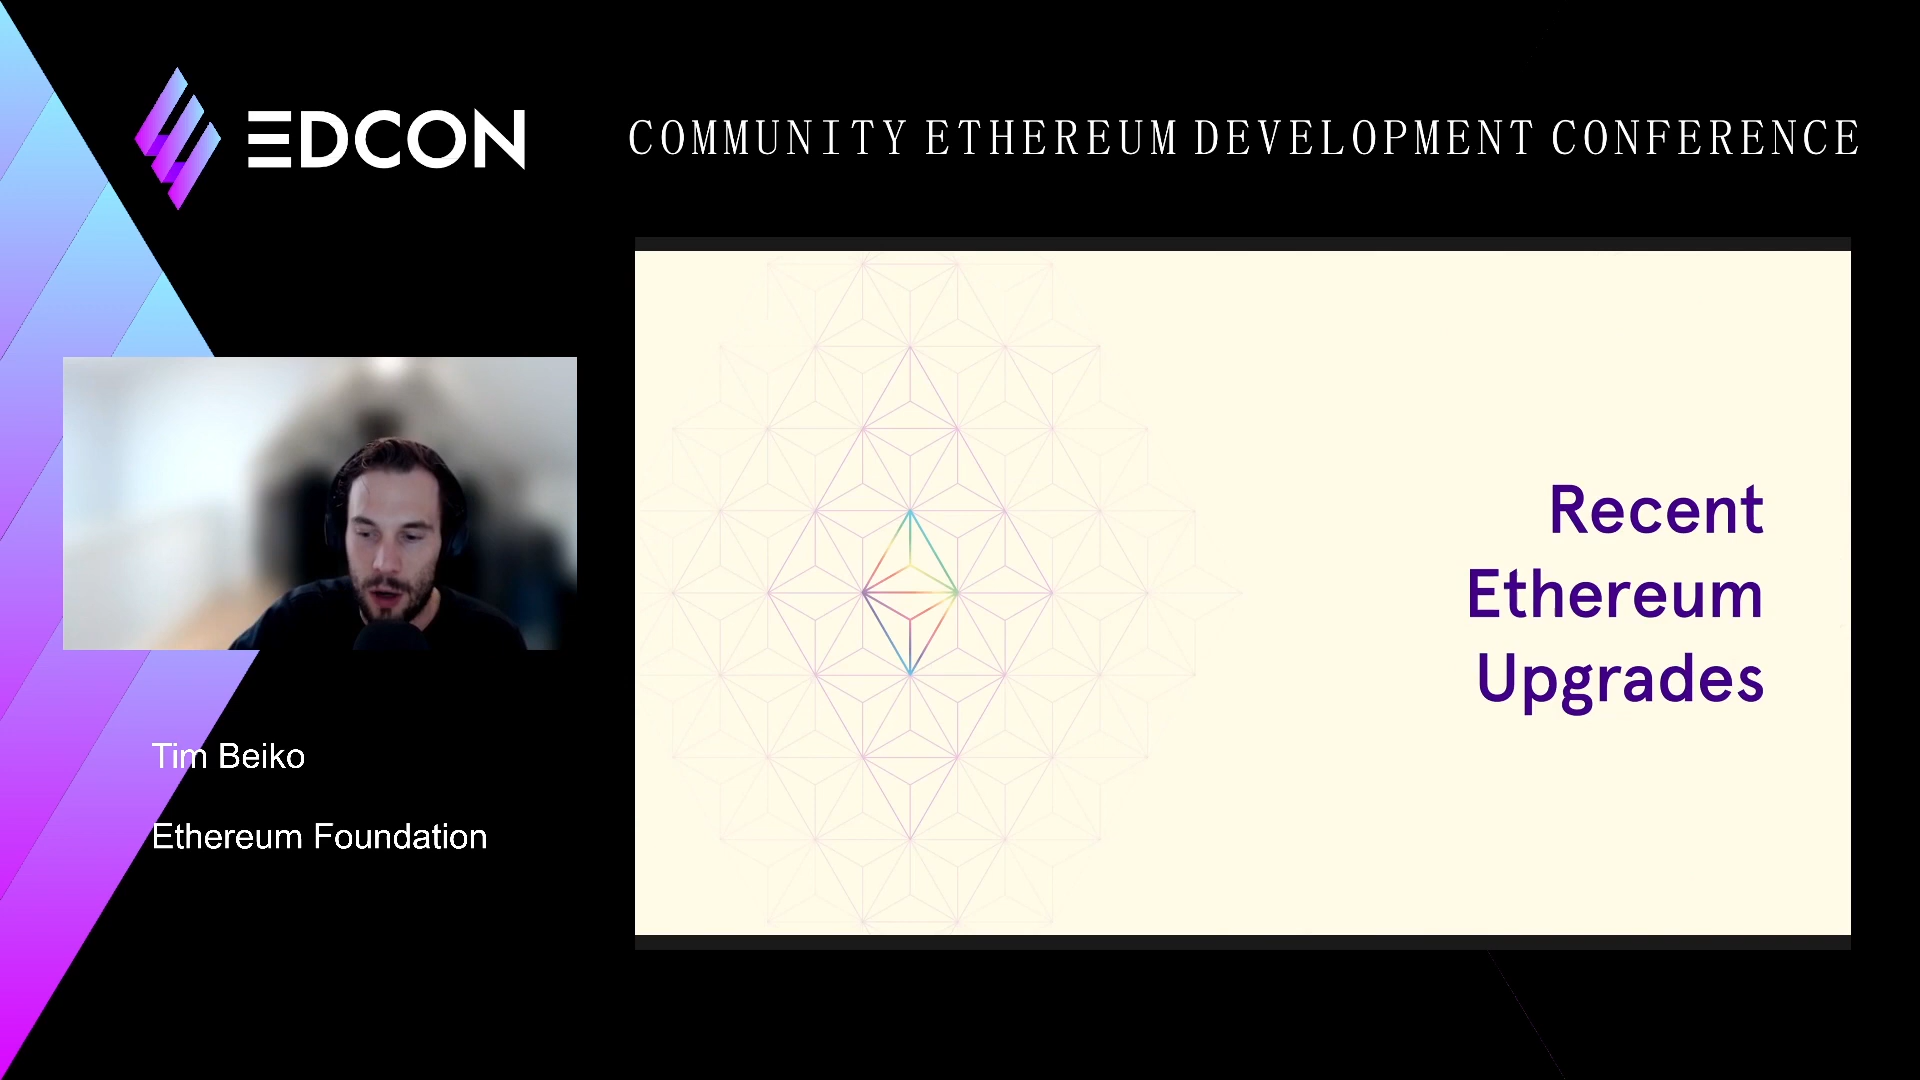 EDCON
COMMUNITY ETHEREUM DEVELOPMENT CONFERENCE
Recent
Ethereum
Upgrades
Tim Beiko
Ethereum Foundation